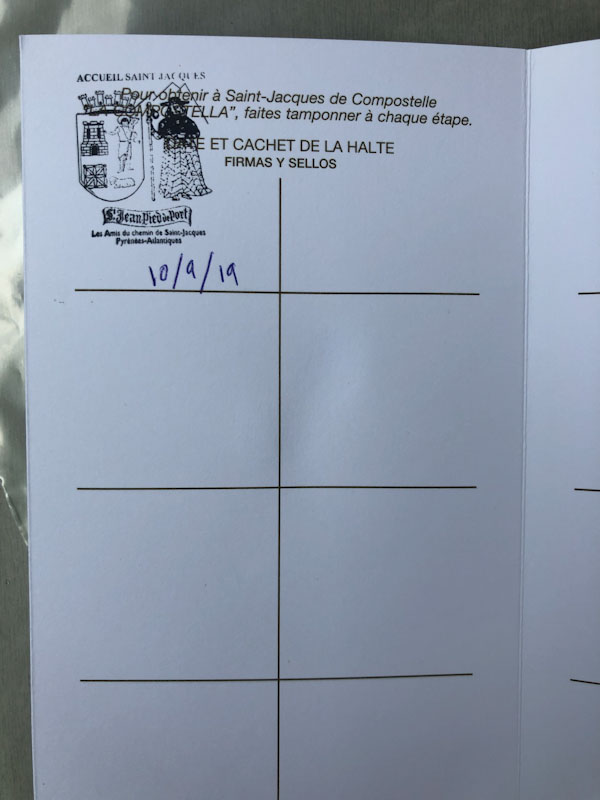 ACCUEIL SAINT JACQUES
Pour obtenir à Saint-Jacques de Compostelle
"LA COMPOSTELLA", faites tamponner à chaque étape.
DATE ET CACHET DE LA HALTE
FIRMAS Y SELLOS
St Jean Pied de Port
Les Amis du chemin de Saint-Jacques
Pyrénées-Atlantiques
10/9/19